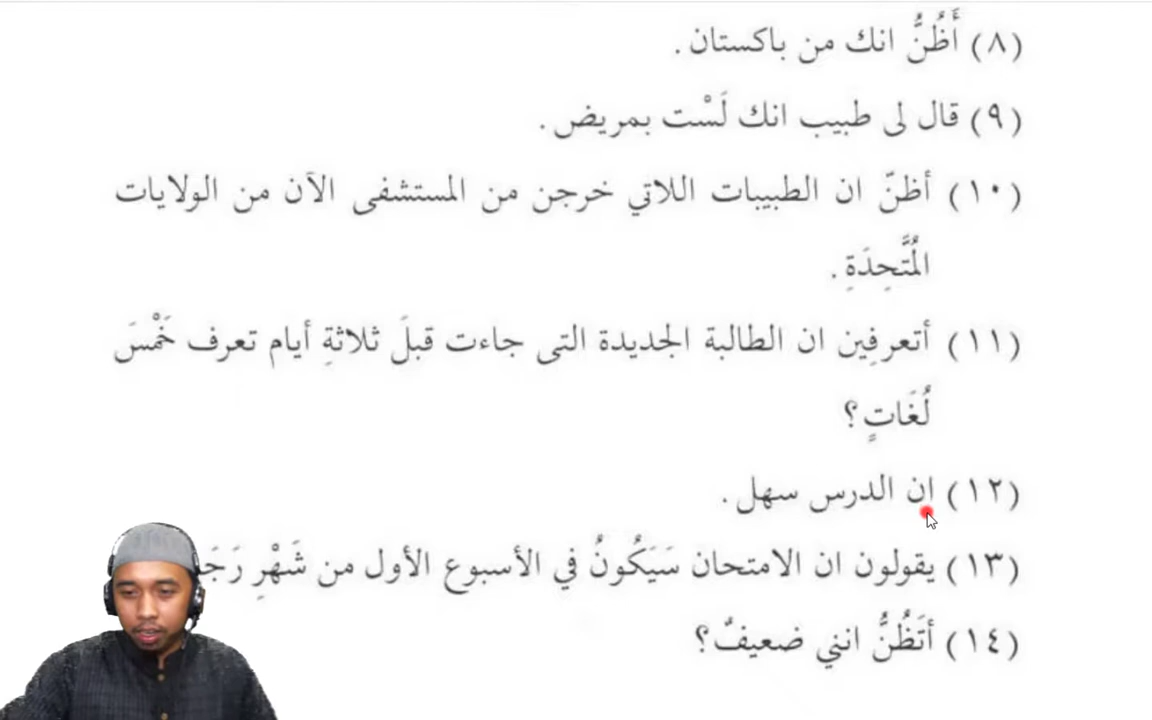 (٨) أَظُنُّ انك من باكستان.
(٩) قال لى طبيب انك لَسْت بمريض.
(١٠) أظنّ ان الطبيبات اللاتي خرجن من المستشفى الآن من الولايات
المُتَّحِدَةِ.
(١١) أتعرفِين ان الطالبة الجديدة التى جاءت قبلَ ثلاثةِ أيام تعرف خَمْسَ
لُغَاتٍ؟
(١٢) ان الدرس سهل.
(١٣) يقولون ان الامتحان سَيَكُونُ في الأسبوع الأول من شَهْرِ
(١٤) أتَظُنُّ انني ضعيفٌ؟